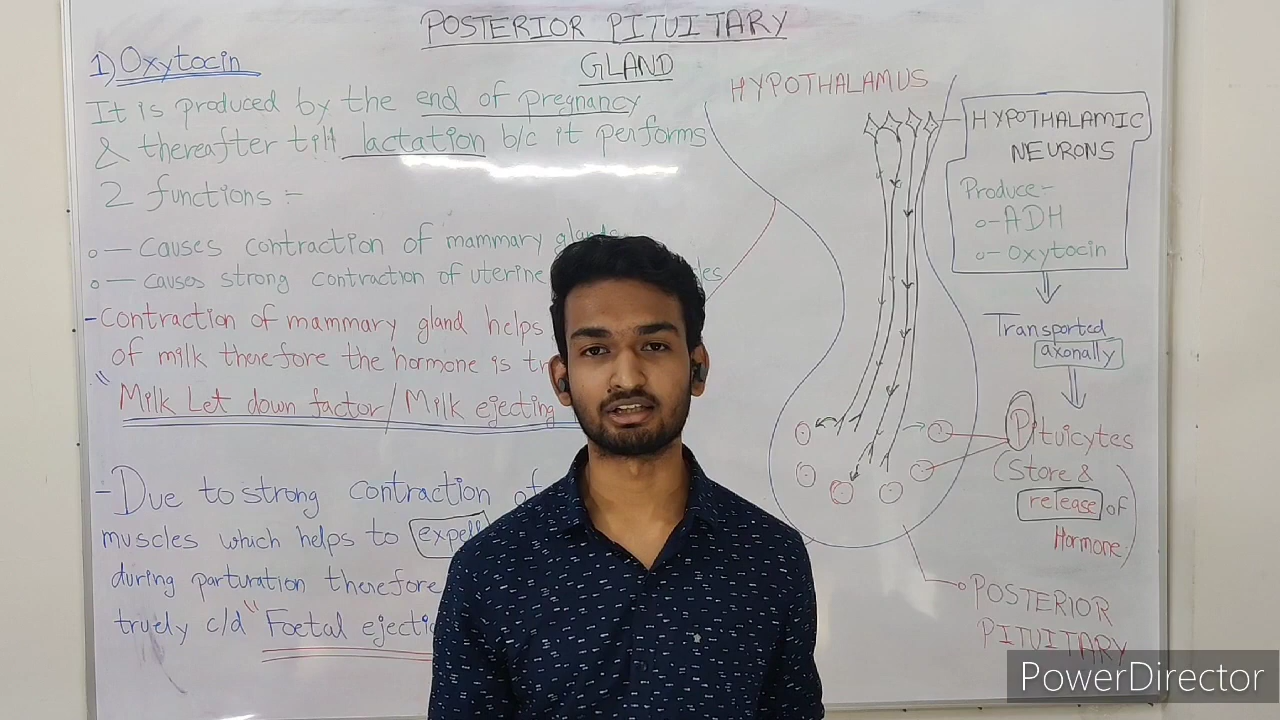 POSTERIOR PITUITARY
GLAND
1) Oxytocin
It is produced by the end of pregnancy
& thereafter till lactation b/c it performs
2 functions :-
o — causes contraction of mammary glands
o — causes strong contraction of uterine
- Contraction of mammary gland helps
of milk therefore the hormone is
" Milk Let down factor / Milk ejecting
- Due to strong contraction of
muscles which helps to expell
during parturation therefore
truely c/d " Foetal
HYPOTHALAMUS
HYPOTHALAMIC
NEURONS
Produce:-
o- ADH
o- Oxytocin
Transported
axonally
Pituicytes
(Store &
release of
Hormone.)
POSTERIOR
PITUITARY
PowerDirector